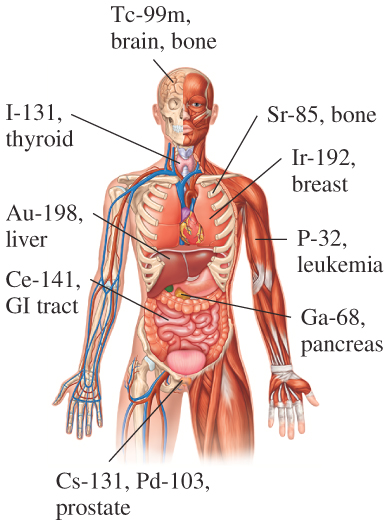 Tc-99m,
brain, bone
I-131,
thyroid
Sr-85, bone
Ir-192,
breast
Au-198,
liver
P-32,
leukemia
Ce-141,
GI tract
Ga-68,
pancreas
Cs-131, Pd-103,
prostate